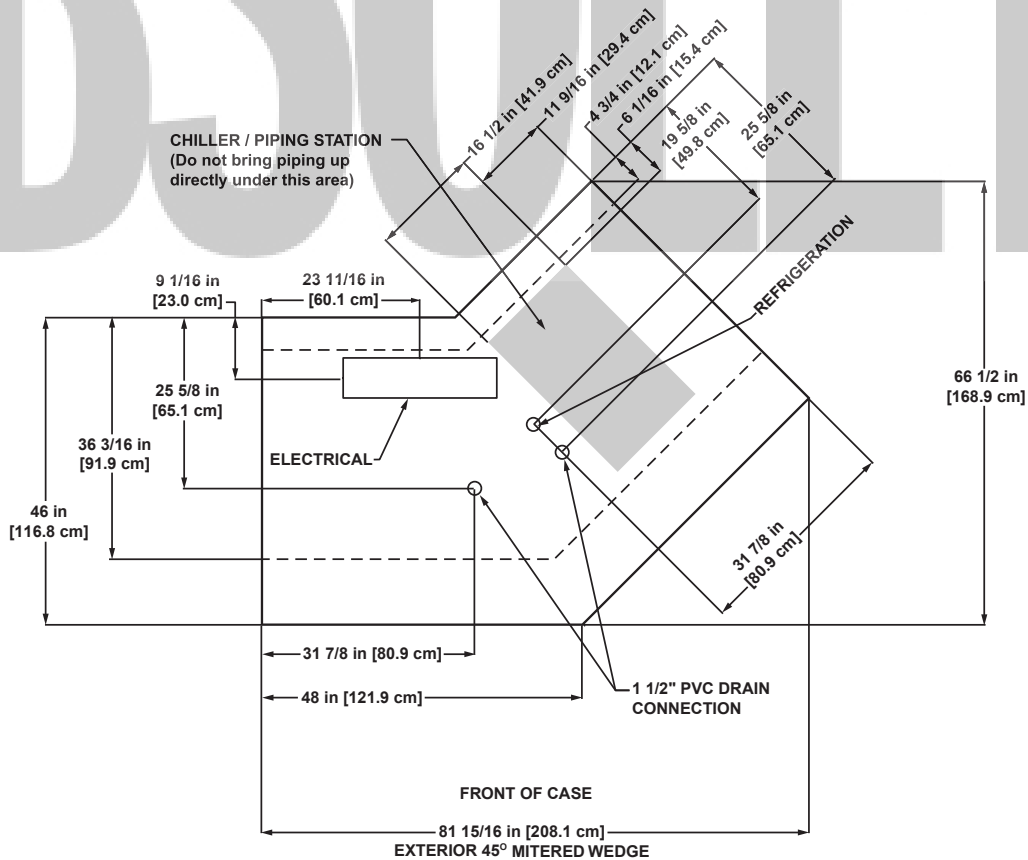 16 1/2 in [41.9 cm]
11 9/16 in [29.4 cm]
4 3/4 in [12.1 cm]
6 1/16 in [15.4 cm]
19 5/8 in
[49.8 cm]
25 5/8 in
[65.1 cm]
CHILLER / PIPING STATION
(Do not bring piping up
directly under this area)
REFRIGERATION
9 1/16 in
[23.0 cm]
23 11/16 in
[60.1 cm]
25 5/8 in
[65.1 cm]
36 3/16 in
[91.9 cm]
46 in
[116.8 cm]
ELECTRICAL
66 1/2 in
[168.9 cm]
31 7/8 in
[80.9 cm]
31 7/8 in [80.9 cm]
48 in [121.9 cm]
1 1/2" PVC DRAIN
CONNECTION
FRONT OF CASE
81 15/16 in [208.1 cm]
EXTERIOR 45° MITERED WEDGE